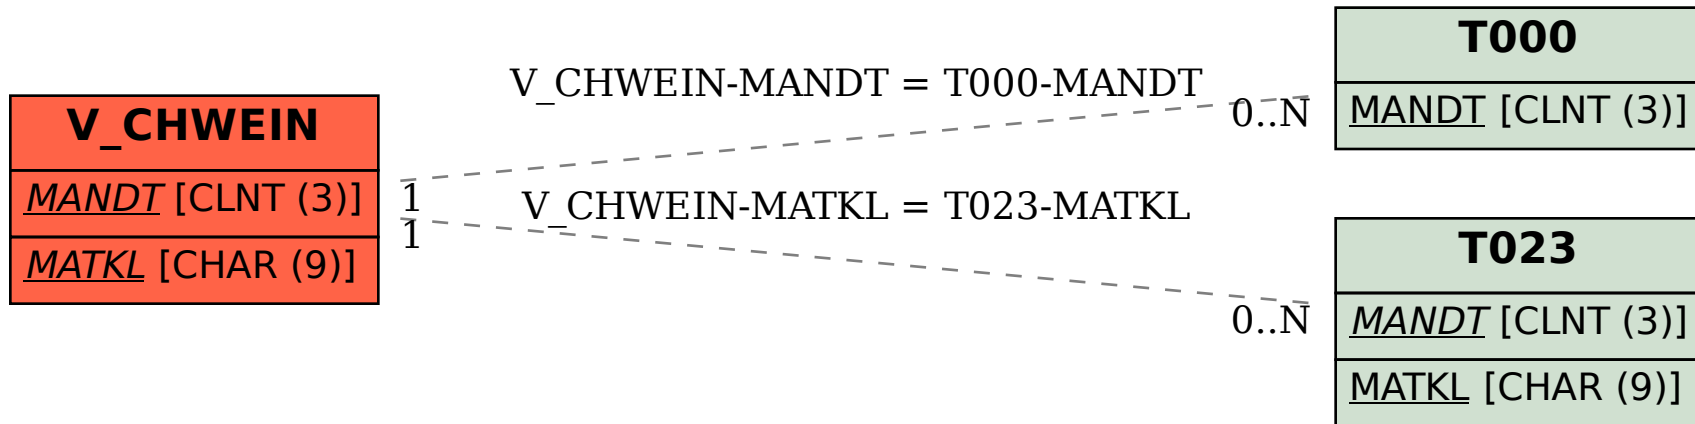 V_CHWEIN
MANDT [CLNT (3)]
MATKL [CHAR (9)]
V_CHWEIN-MANDT = T000-MANDT
1
0..N
V_CHWEIN-MATKL = T023-MATKL
1
0..N
T000
MANDT [CLNT (3)]
T023
MANDT [CLNT (3)]
MATKL [CHAR (9)]